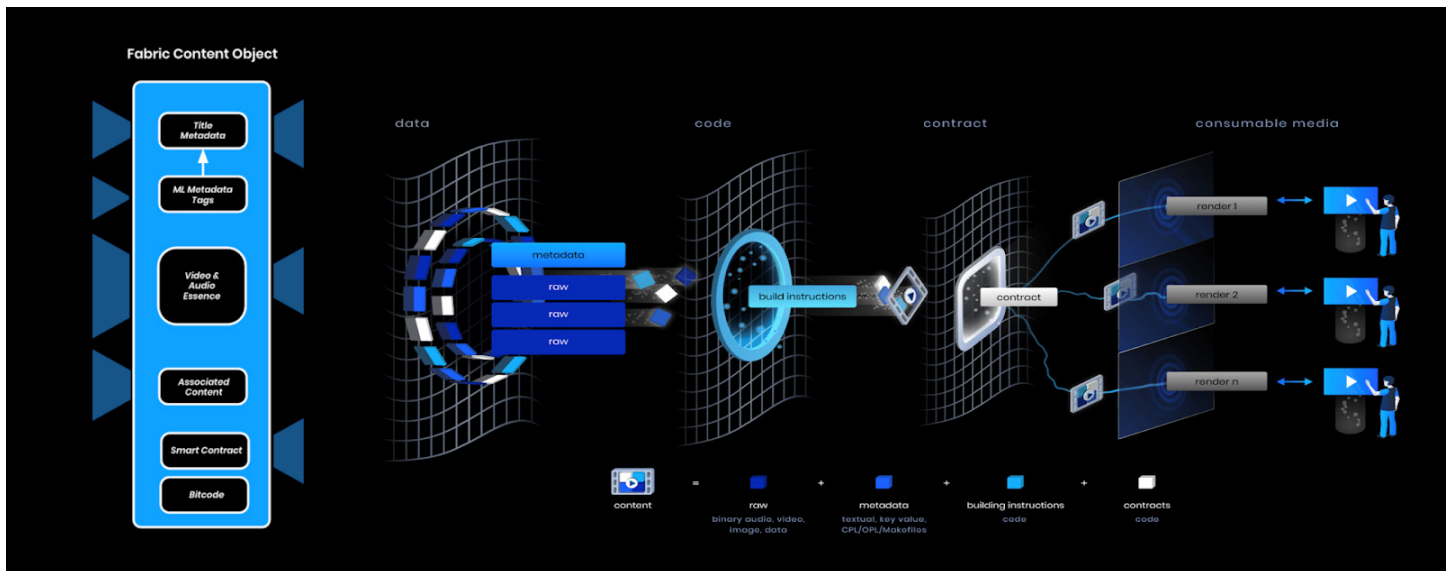 Fabric Content Object
Title
Metadata
ML Metadata
Tags
Video &
Audio
Essence
Associated
Content
Smart Contract
Bitcode
data
code
contract
consumable media
metadata
raw
raw
raw
build instructions
contract
render 1
render 2
render n
content
=
raw
binary audio, video,
image, data
+
metadata
textual, key value,
CPL/OPL/Makofiles
+
building instructions
code
+
contracts
code